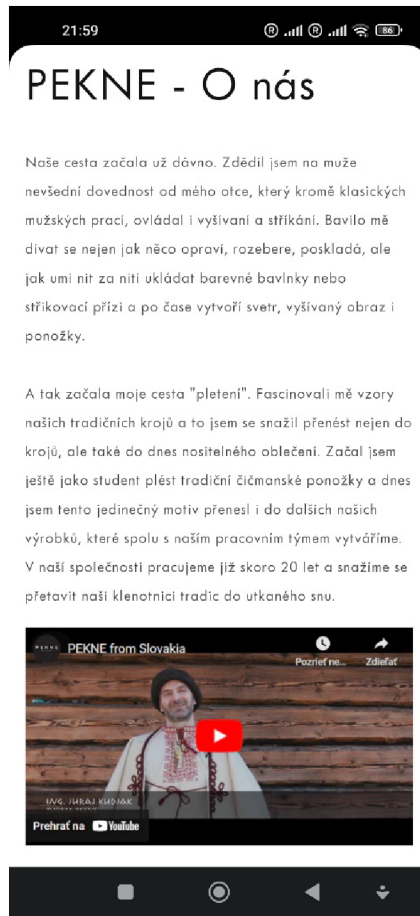 21:59
86
PEKNE - O nás
Naše cesta začala už dávno. Zdědil jsem na muže
nevšední dovednost od mého otce, který kromě klasických
mužských prací, ovládal i vyšívaní a stříkání. Bavilo mě
dívat se nejen jak něco opraví, rozebere, poskladá, ale
jak umí nit za nití ukládat barevné bavlnky nebo
střikovací přízi a po čase vytvoří svetr, vyšívaný obraz i
ponožky.
A tak začala moje cesta "pletení". Fascinovali mě vzory
našich tradičních krojů a to jsem se snažil přenést nejen do
krojů, ale také do dnes nositelného oblečení. Začal jsem
ještě jako student plést tradiční čičmanské ponožky a dnes
jsem tento jedinečný motiv přenesl i do dalších našich
výrobků, které spolu s naším pracovním týmem vytváříme.
V naší společnosti pracujeme již skoro 20 let a snažíme se
přetavit naši klenotnici tradic do utkaného snu.
PEKNE
PEKNE from Slovakia
Pozrieť ne...
Zdieľať
ING. JURAJ KUDJAK
Prehrať na YouTube